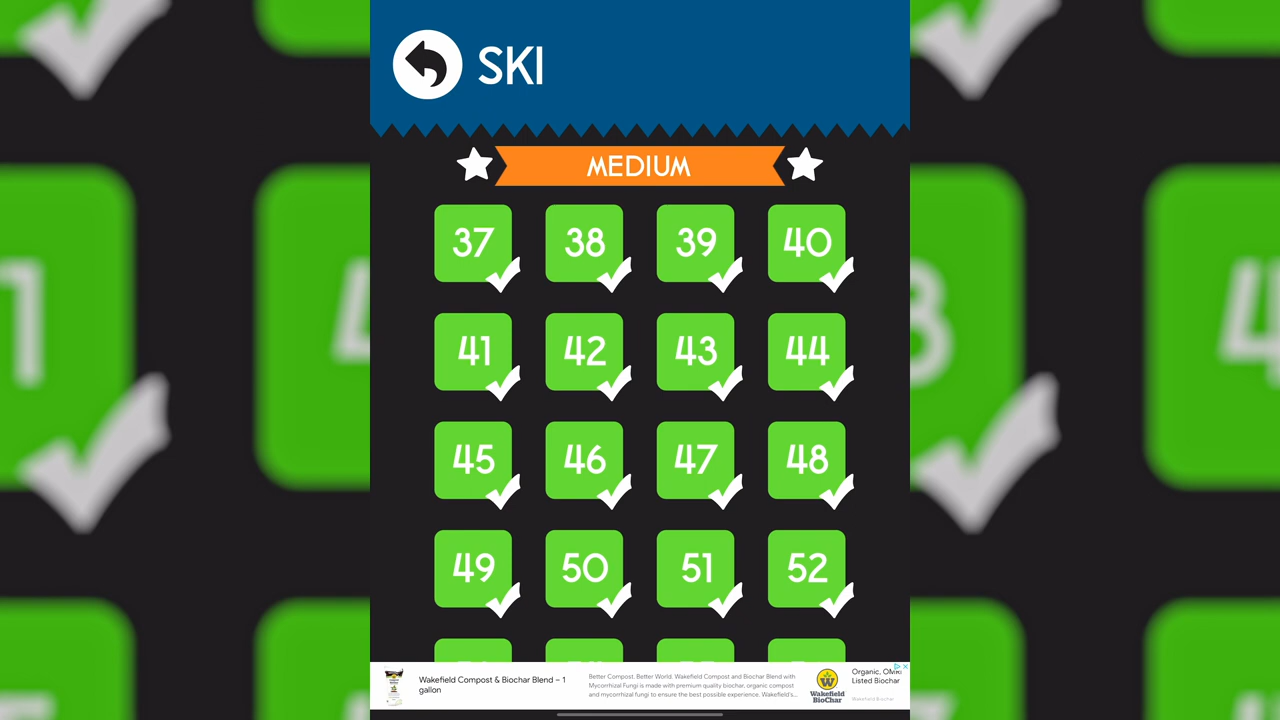 SKI
MEDIUM
37 38 39 40
41 42 43 44
45 46 47 48
49 50 51 52
Wakefield Compost & Biochar Blend – 1
gallon
Better Compost. Better World. Wakefield Compost and Biochar Blend with
Mycorrhizal Fungi is made with premium quality biochar, organic compost
and mycorrhizal fungi to ensure the best possible experience. Wakefield's...
Wakefield
BioChar
Organic, OMRI
Listed Biochar
Wakefield Biochar